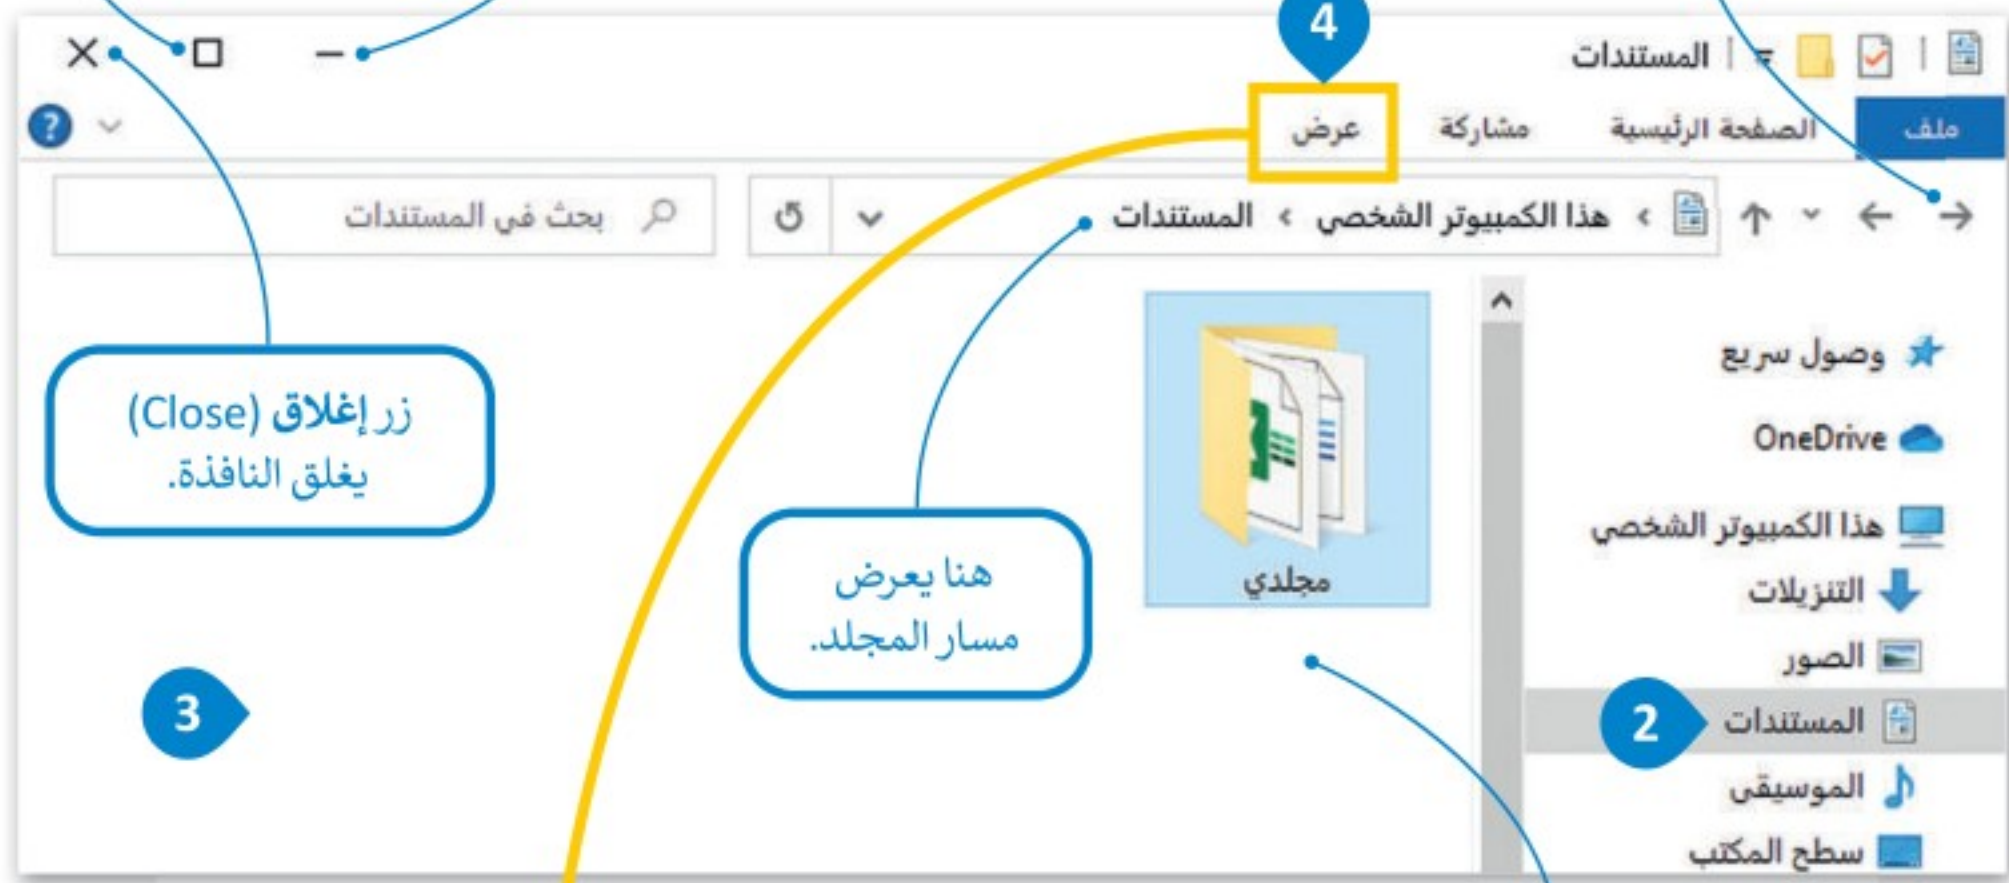 4
المستندات
ملف
الصفحة الرئيسية
مشاركة
عرض
?
هذا الكمبيوتر الشخصي › المستندات
بحث في المستندات
وصول سريع
OneDrive
هذا الكمبيوتر الشخصي
التنزيلات
الصور
المستندات
الموسيقى
سطح المكتب
2
مجلدي
هنا يعرض
مسار المجلد.
زر إغلاق (Close)
يغلق النافذة.
3